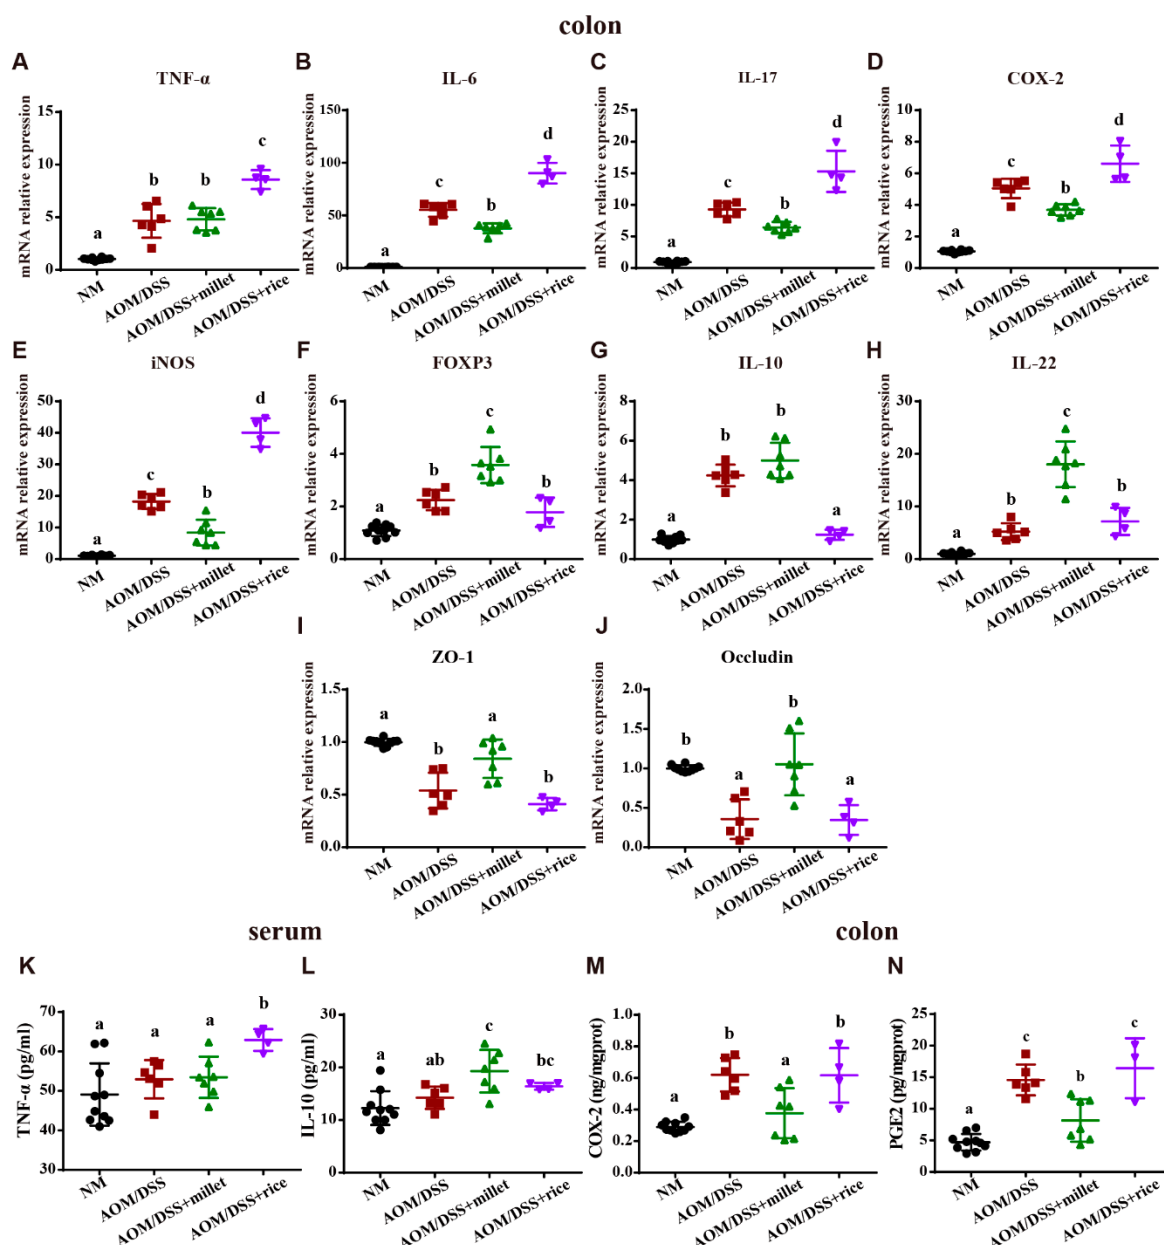 colon
A B C D
TNF-α IL-6 IL-17 COX-2
mRNA relative expression
15
10
5
0
a b b c
NM AOM/DSS AOM/DSS+millet AOM/DSS+rice
mRNA relative expression
150
100
50
0
a c b d
NM AOM/DSS AOM/DSS+millet AOM/DSS+rice
mRNA relative expression
25
20
15
10
5
0
a c b d
NM AOM/DSS AOM/DSS+millet AOM/DSS+rice
mRNA relative expression
8
6
4
2
0
a c b d
NM AOM/DSS AOM/DSS+millet AOM/DSS+rice
E F G H
iNOS FOXP3 IL-10 IL-22
mRNA relative expression
50
40
30
20
10
0
a c b d
NM AOM/DSS AOM/DSS+millet AOM/DSS+rice
mRNA relative expression
6
4
2
0
a b c b
NM AOM/DSS AOM/DSS+millet AOM/DSS+rice
mRNA relative expression
8
6
4
2
0
a b b a
NM AOM/DSS AOM/DSS+millet AOM/DSS+rice
mRNA relative expression
30
20
10
0
a b c b
NM AOM/DSS AOM/DSS+millet AOM/DSS+rice
I J
ZO-1 Occludin
mRNA relative expression
1.5
1.0
0.5
0.0
a b a b
NM AOM/DSS AOM/DSS+millet AOM/DSS+rice
mRNA relative expression
2.0
1.5
1.0
0.5
0.0
b a b a
NM AOM/DSS AOM/DSS+millet AOM/DSS+rice
serum colon
K L M N
TNF-α (pg/ml)
70
60
50
40
30
a a a b
NM AOM/DSS AOM/DSS+millet AOM/DSS+rice
IL-10 (pg/ml)
30
20
10
0
a ab c bc
NM AOM/DSS AOM/DSS+millet AOM/DSS+rice
COX-2 (ng/mgprot)
1.0
0.8
0.6
0.4
0.2
0.0
a b a b
NM AOM/DSS AOM/DSS+millet AOM/DSS+rice
PGE2 (pg/mgprot)
25
20
15
10
5
0
a c b c
NM AOM/DSS AOM/DSS+millet AOM/DSS+rice